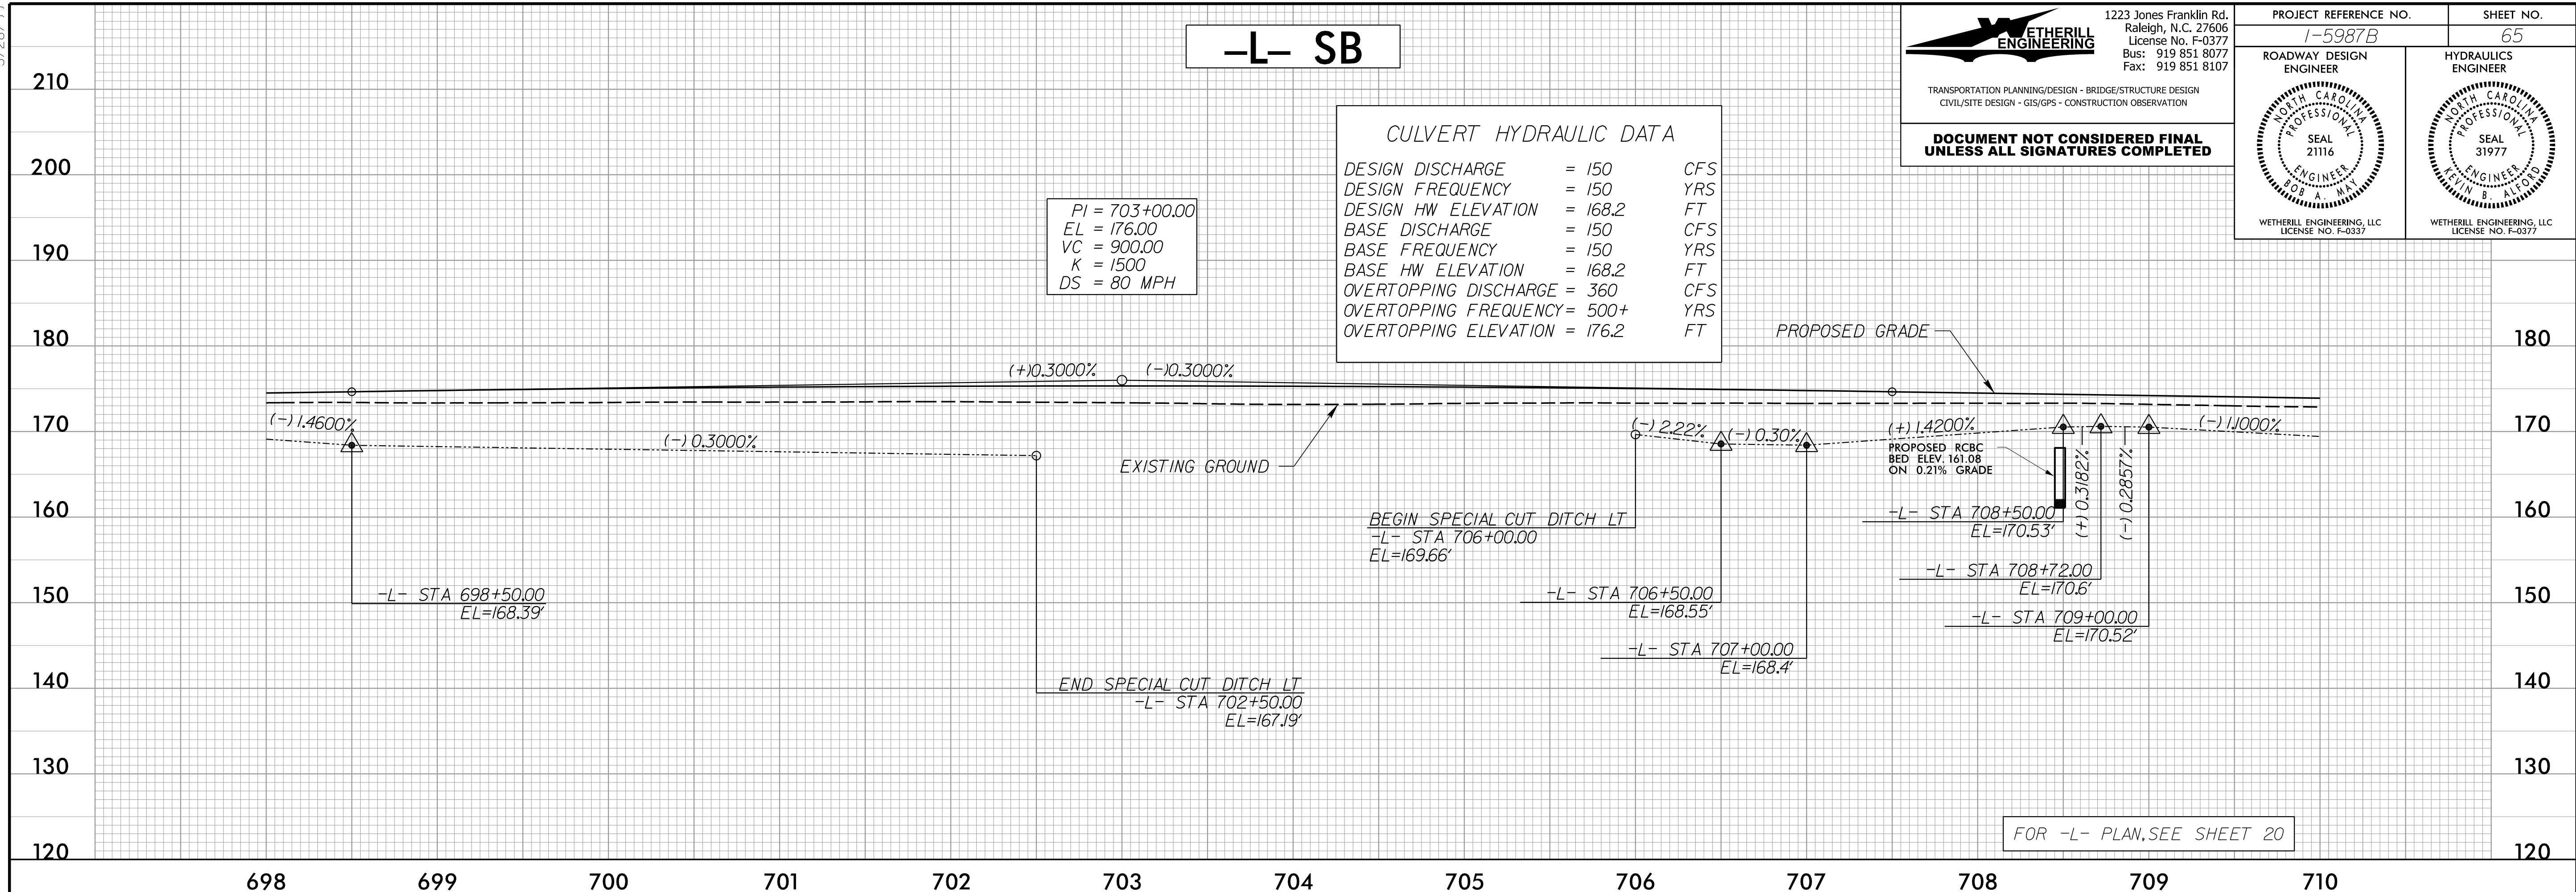 -L- SB
WETHERILL
ENGINEERING
1223 Jones Franklin Rd.
Raleigh, N.C. 27606
License No. F-0377
Bus: 919 851 8077
Fax: 919 851 8107
TRANSPORTATION PLANNING/DESIGN - BRIDGE/STRUCTURE DESIGN
CIVIL/SITE DESIGN - GIS/GPS - CONSTRUCTION OBSERVATION
DOCUMENT NOT CONSIDERED FINAL
UNLESS ALL SIGNATURES COMPLETED
PROJECT REFERENCE NO. SHEET NO.
I-5987B 65
ROADWAY DESIGN
ENGINEER
NORTH CAROLINA
PROFESSIONAL
SEAL
21116
ENGINEER
BOB A. MAY
WETHERILL ENGINEERING, LLC
LICENSE NO. F-0337
HYDRAULICS
ENGINEER
NORTH CAROLINA
PROFESSIONAL
SEAL
31977
ENGINEER
KEVIN B. ALFORD
WETHERILL ENGINEERING, LLC
LICENSE NO. F-0377
PI = 703+00.00
EL = 176.00
VC = 900.00
K = 1500
DS = 80 MPH
CULVERT HYDRAULIC DATA
DESIGN DISCHARGE = 150 CFS
DESIGN FREQUENCY = 150 YRS
DESIGN HW ELEVATION = 168.2 FT
BASE DISCHARGE = 150 CFS
BASE FREQUENCY = 150 YRS
BASE HW ELEVATION = 168.2 FT
OVERTOPPING DISCHARGE = 360 CFS
OVERTOPPING FREQUENCY= 500+ YRS
OVERTOPPING ELEVATION = 176.2 FT
PROPOSED GRADE
(+)0.3000% (-)0.3000%
(-)1.4600%
(-)0.3000%
EXISTING GROUND
(-)2.22%
(-)0.30%
(+)1.4200%
(-)1.1000%
PROPOSED RCBC
BED ELEV. 161.08
ON 0.21% GRADE
(+)0.3182%
(-)0.2857%
-L- STA 698+50.00
EL=168.39'
END SPECIAL CUT DITCH LT
-L- STA 702+50.00
EL=167.19'
BEGIN SPECIAL CUT DITCH LT
-L- STA 706+00.00
EL=169.66'
-L- STA 706+50.00
EL=168.55'
-L- STA 707+00.00
EL=168.4'
-L- STA 708+50.00
EL=170.53'
-L- STA 708+72.00
EL=170.6'
-L- STA 709+00.00
EL=170.52'
FOR -L- PLAN, SEE SHEET 20
210
200
190
180
170
160
150
140
130
120
180
170
160
150
140
130
120
698 699 700 701 702 703 704 705 706 707 708 709 710